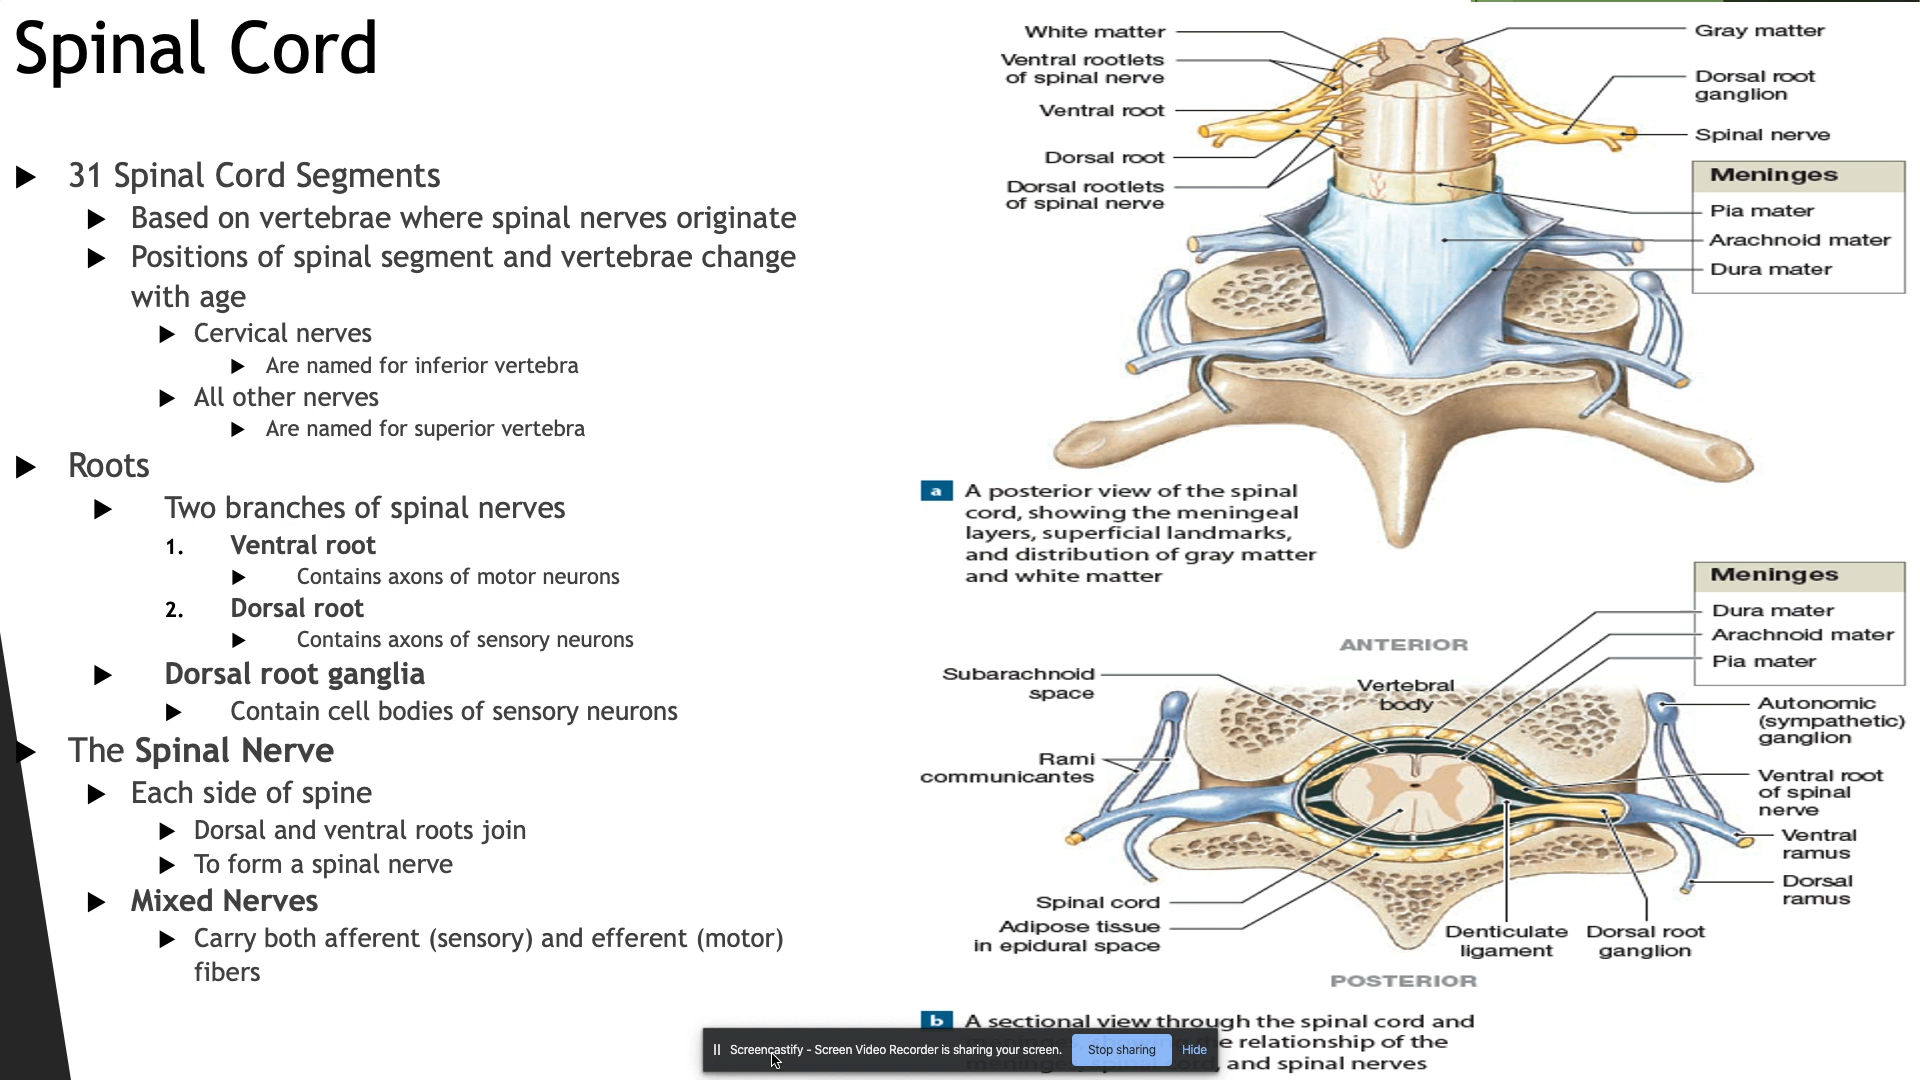 Spinal Cord
31 Spinal Cord Segments
Based on vertebrae where spinal nerves originate
Positions of spinal segment and vertebrae change
with age
Cervical nerves
Are named for inferior vertebra
All other nerves
Are named for superior vertebra
Roots
Two branches of spinal nerves
1. Ventral root
Contains axons of motor neurons
2. Dorsal root
Contains axons of sensory neurons
Dorsal root ganglia
Contain cell bodies of sensory neurons
The Spinal Nerve
Each side of spine
Dorsal and ventral roots join
To form a spinal nerve
Mixed Nerves
Carry both afferent (sensory) and efferent (motor)
fibers
White matter
Ventral rootlets
of spinal nerve
Ventral root
Dorsal root
Dorsal rootlets
of spinal nerve
Gray matter
Dorsal root
ganglion
Spinal nerve
Meninges
Pia mater
Arachnoid mater
Dura mater
a A posterior view of the spinal
cord, showing the meningeal
layers, superficial landmarks,
and distribution of gray matter
and white matter
Meninges
Dura mater
Arachnoid mater
Pia mater
ANTERIOR
Subarachnoid
space
Vertebral
body
Rami
communicantes
Autonomic
(sympathetic)
ganglion
Ventral root
of spinal
nerve
Ventral
ramus
Dorsal
ramus
Spinal cord
Adipose tissue
in epidural space
Denticulate
ligament
Dorsal root
ganglion
POSTERIOR
b A sectional view through the spinal cord and
relationship of the
and spinal nerves
Screencastify - Screen Video Recorder is sharing your screen.
Stop sharing
Hide